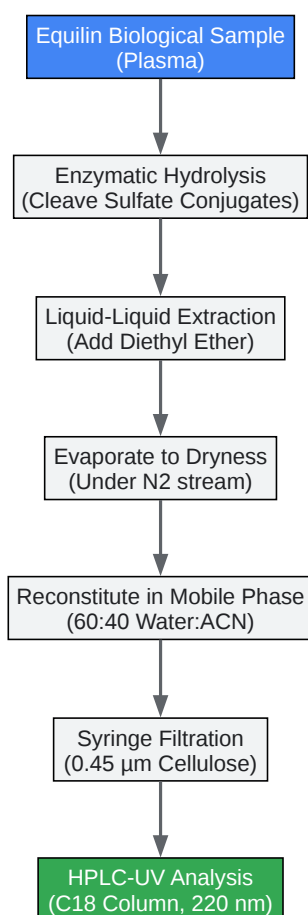 Equilin Biological Sample
(Plasma)
Enzymatic Hydrolysis
(Cleave Sulfate Conjugates)
Liquid-Liquid Extraction
(Add Diethyl Ether)
Evaporate to Dryness
(Under N2 stream)
Reconstitute in Mobile Phase
(60:40 Water:ACN)
Syringe Filtration
(0.45 µm Cellulose)
HPLC-UV Analysis
(C18 Column, 220 nm)